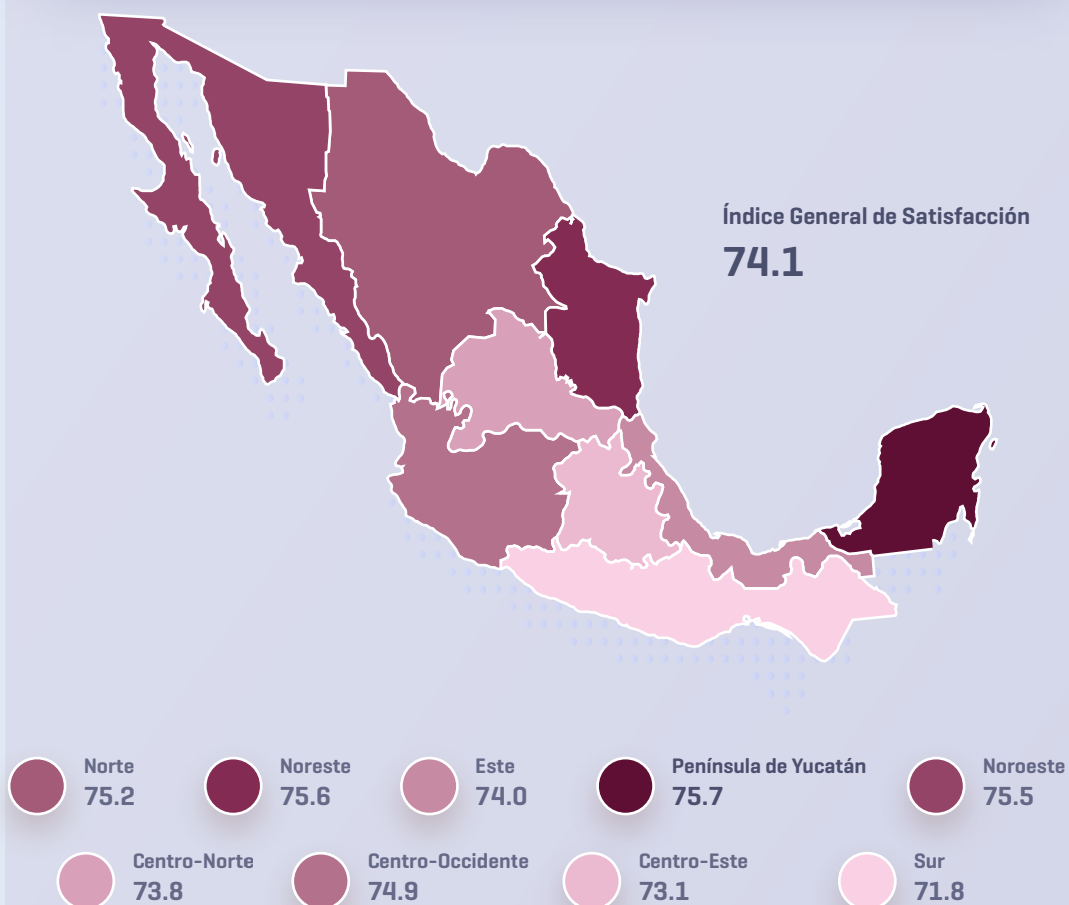 Índice General de Satisfacción
74.1
Norte
75.2
Noreste
75.6
Este
74.0
Península de Yucatán
75.7
Noroeste
75.5
Centro-Norte
73.8
Centro-Occidente
74.9
Centro-Este
73.1
Sur
71.8